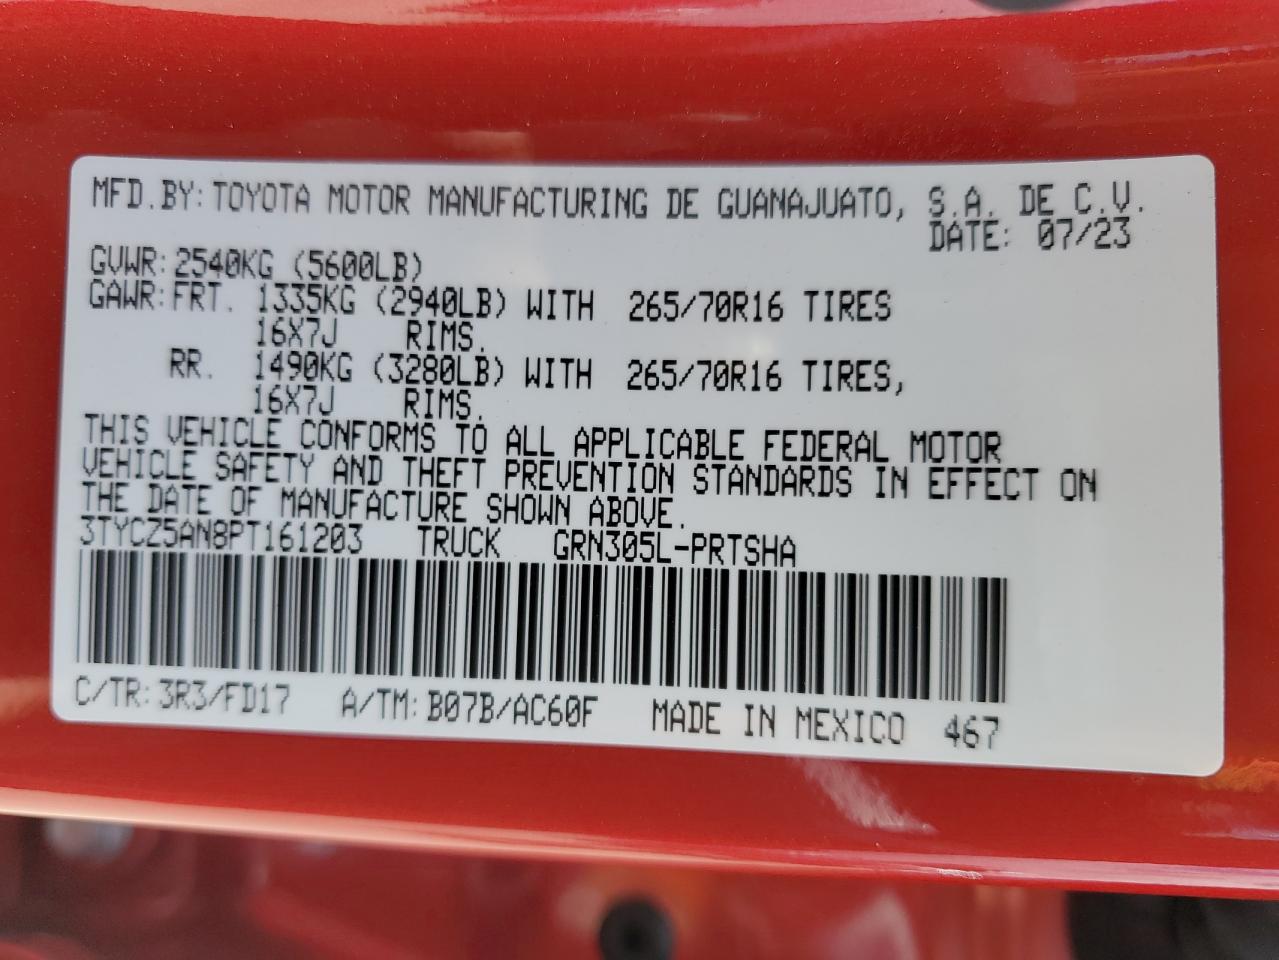 MFD.BY: TOYOTA MOTOR MANUFACTURING DE GUANAJUATO, S.A. DE C.V.
DATE: 07/23
GVWR: 2540KG (5600LB)
GAWR: FRT. 1335KG (2940LB) WITH 265/70R16 TIRES
16X7J RIMS.
RR. 1490KG (3280LB) WITH 265/70R16 TIRES,
16X7J RIMS.
THIS VEHICLE CONFORMS TO ALL APPLICABLE FEDERAL MOTOR
VEHICLE SAFETY AND THEFT PREVENTION STANDARDS IN EFFECT ON
THE DATE OF MANUFACTURE SHOWN ABOVE.
3TYCZ5AN8PT161203 TRUCK GRN305L-PRTSHA
C/TR: 3R3/FD17 A/TM: B07B/AC60F MADE IN MEXICO 467